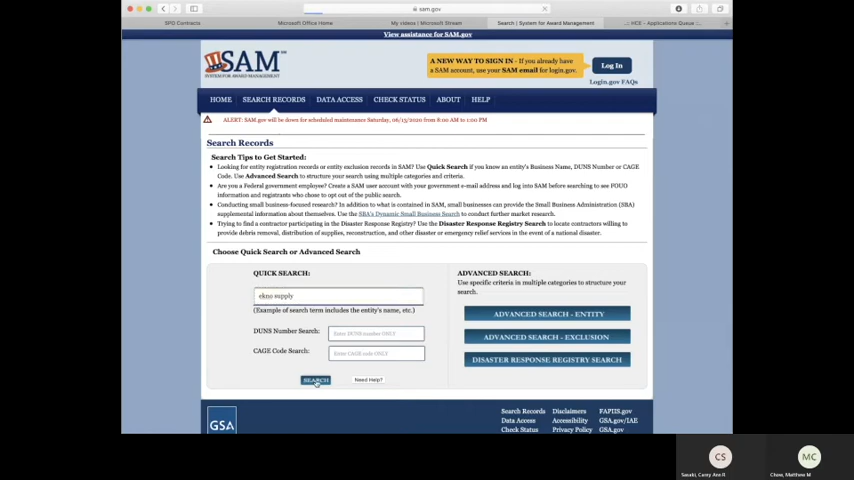 sam.gov
SPD Contracts
Microsoft Office Home
My videos | Microsoft Stream
Search | System for Award Management
... HCE - Applications Queue ...
View assistance for SAM.gov
SAM
SYSTEM FOR AWARD MANAGEMENT
A NEW WAY TO SIGN IN - If you already
have a SAM account, use your SAM email for login.gov.
Log In
Login.gov FAQs
HOME
SEARCH RECORDS
DATA ACCESS
CHECK STATUS
ABOUT
HELP
ALERT: SAM.gov will be down for scheduled maintenance Saturday, 06/13/2020 from 8:00 AM to 1:00 PM
Search Records
Search Tips to Get Started:
Looking for entity registration records or entity exclusion records in SAM? Use Quick Search if you know an entity's Business Name, DUNS Number or CAGE
Code. Use Advanced Search to structure your search using multiple categories and criteria.
Are you a Federal government employee? Create a SAM user account with your government e-mail address and log into SAM before searching to see FOUO
information and registrants who chose to opt out of the public search.
Conducting small business-focused research? In addition to what is contained in SAM, small businesses can provide the Small Business Administration (SBA)
supplemental information about themselves. Use the SBA's Dynamic Small Business Search to conduct further market research.
Trying to find a contractor participating in the Disaster Response Registry? Use the Disaster Response Registry Search to locate contractors willing to
provide debris removal, distribution of supplies, reconstruction, and other disaster or emergency relief services in the event of a national disaster.
Choose Quick Search or Advanced Search
QUICK SEARCH:
ekno supply
(Example of search term includes the entity's name, etc.)
DUNS Number Search:
Enter DUNS number ONLY
CAGE Code Search:
Enter CAGE code ONLY
SEARCH
Need Help?
ADVANCED SEARCH:
Use specific criteria in multiple categories to structure your
search.
ADVANCED SEARCH - ENTITY
ADVANCED SEARCH - EXCLUSION
DISASTER RESPONSE REGISTRY SEARCH
GSA
Search Records
Disclaimers
FAPIIS.gov
Data Access
Accessibility
GSA.gov/IAE
Check Status
Privacy Policy
GSA.gov
CS
Sasaki, Carey Ann R
MC
Chow, Matthew M